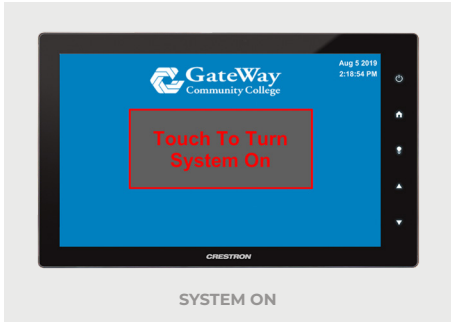 GateWay
Community College
Aug 5 2019
2:18:54 PM
Touch To Turn
System On
CRESTRON
SYSTEM ON